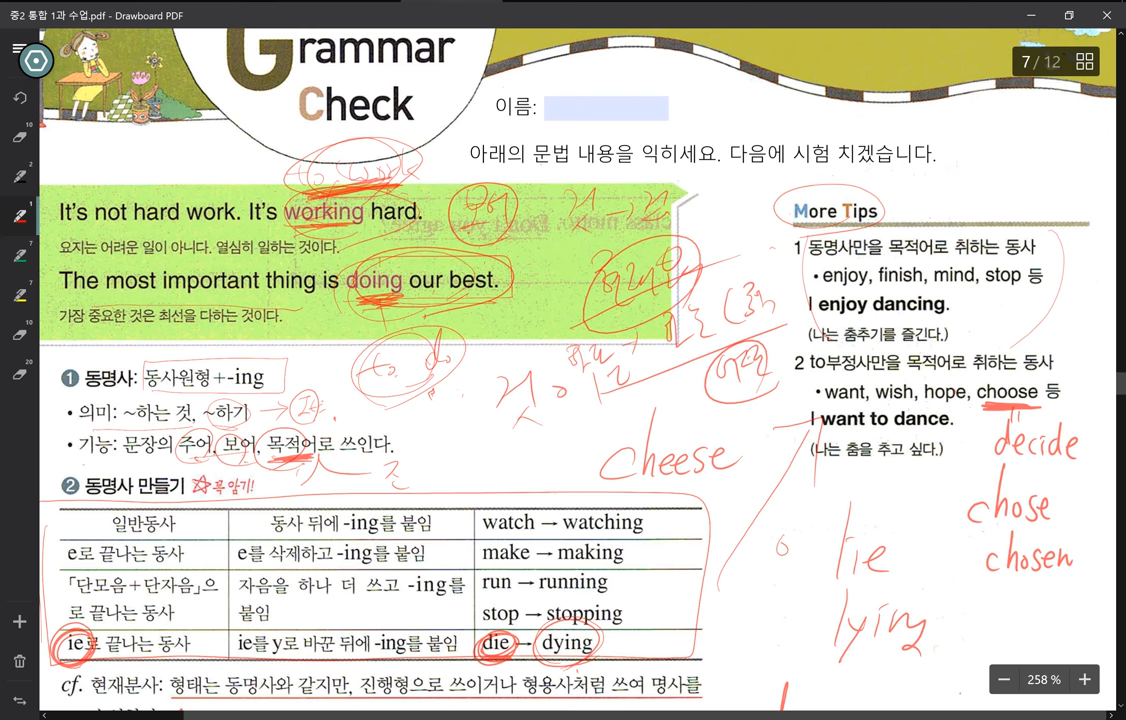 중2 통합 1과 수업.pdf - Drawboard PDF
Grammar
Check
7 / 12
이름:
아래의 문법 내용을 익히세요. 다음에 시험 치겠습니다.
to work
It's not hard work. It's working hard.
요지는 어려운 일이 아니다. 열심히 일하는 것이다.
The most important thing is doing our best.
가장 중요한 것은 최선을 다하는 것이다.
to do
1 동명사: 동사원형+-ing
• 의미: ~하는 것, ~하기
• 기능: 문장의 주어, 보어, 목적어로 쓰인다.
2 동명사 만들기 ☆꼭 암기!
일반동사 동사 뒤에 -ing를 붙임 watch → watching
e로 끝나는 동사 e를 삭제하고 -ing를 붙임 make → making
「단모음+단자음」으 자음을 하나 더 쓰고 -ing를 run → running
로 끝나는 동사 붙임 stop → stopping
ie로 끝나는 동사 ie를 y로 바꾼 뒤에 -ing를 붙임 die → dying
cf. 현재분사: 형태는 동명사와 같지만, 진행형으로 쓰이거나 형용사처럼 쓰여 명사를
More Tips
1 동명사만을 목적어로 취하는 동사
• enjoy, finish, mind, stop 등
I enjoy dancing.
(나는 춤추기를 즐긴다.)
2 to부정사만을 목적어로 취하는 동사
• want, wish, hope, choose 등
I want to dance.
(나는 춤을 추고 싶다.)
cheese
decide
chose
chosen
lie
lying
258 %